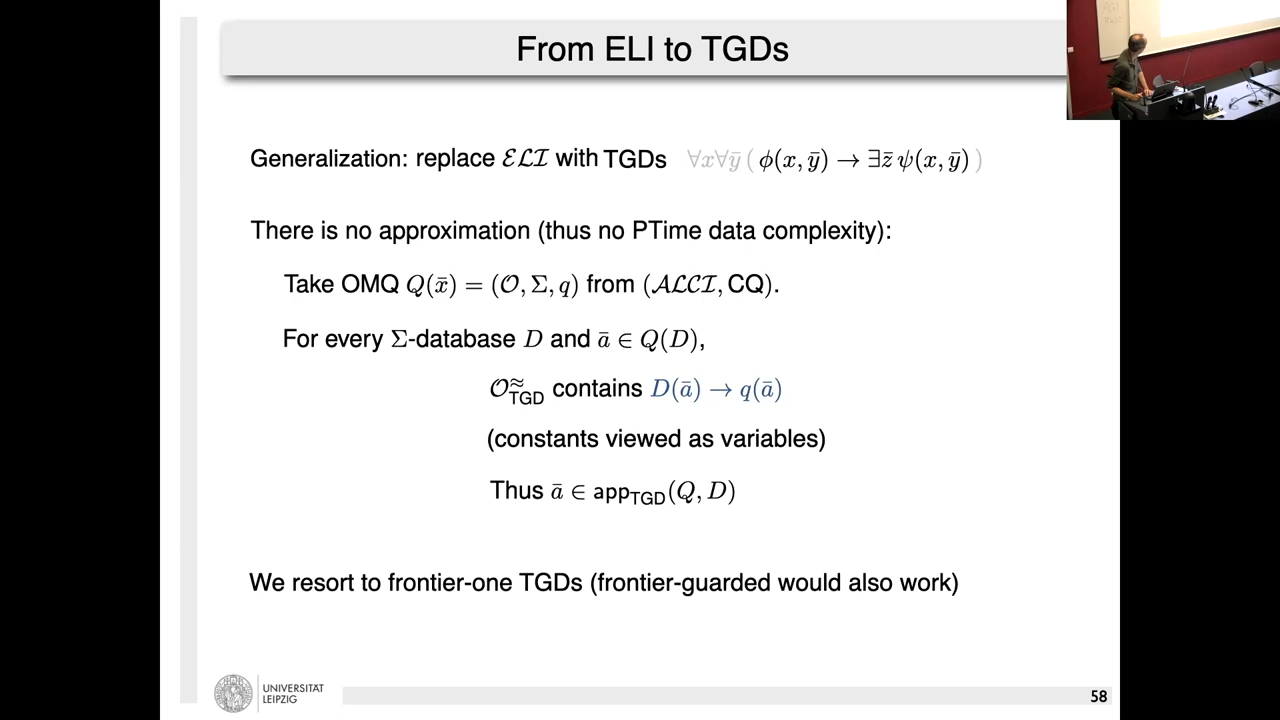 From ELI to TGDs
Generalization: replace ℰℒℐ with TGDs ∀x∀ȳ ( ϕ(x, ȳ) → ∃z̄ ψ(x, ȳ) )
There is no approximation (thus no PTime data complexity):
Take OMQ Q(x̄) = (𝒪, Σ, q) from (𝒜ℒ𝒞ℐ, CQ).
For every Σ-database D and ā ∈ Q(D),
𝒪≈TGD contains D(ā) → q(ā)
(constants viewed as variables)
Thus ā ∈ appTGD(Q, D)
We resort to frontier-one TGDs (frontier-guarded would also work)
UNIVERSITÄT
LEIPZIG
58